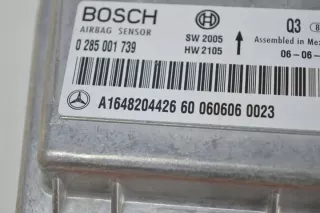 BOSCH SW 2005 Q3
AIRBAG SENSOR HW 2105 Assembled in Mex
0 285 001 739 06-06-
A1648204426 60 060606 0023